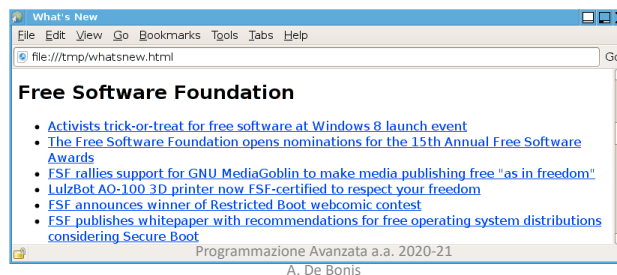 What's New
File Edit View Go Bookmarks Tools Tabs Help
file:///tmp/whatsnew.html
Go
Free Software Foundation
• Activists trick-or-treat for free software at Windows 8 launch event
• The Free Software Foundation opens nominations for the 15th Annual Free Software
Awards
• FSF rallies support for GNU MediaGoblin to make media publishing free "as in freedom"
• LulzBot AO-100 3D printer now FSF-certified to respect your freedom
• FSF announces winner of Restricted Boot webcomic contest
• FSF publishes whitepaper with recommendations for free operating system distributions
considering Secure Boot
Programmazione Avanzata a.a. 2020-21
A. De Bonis